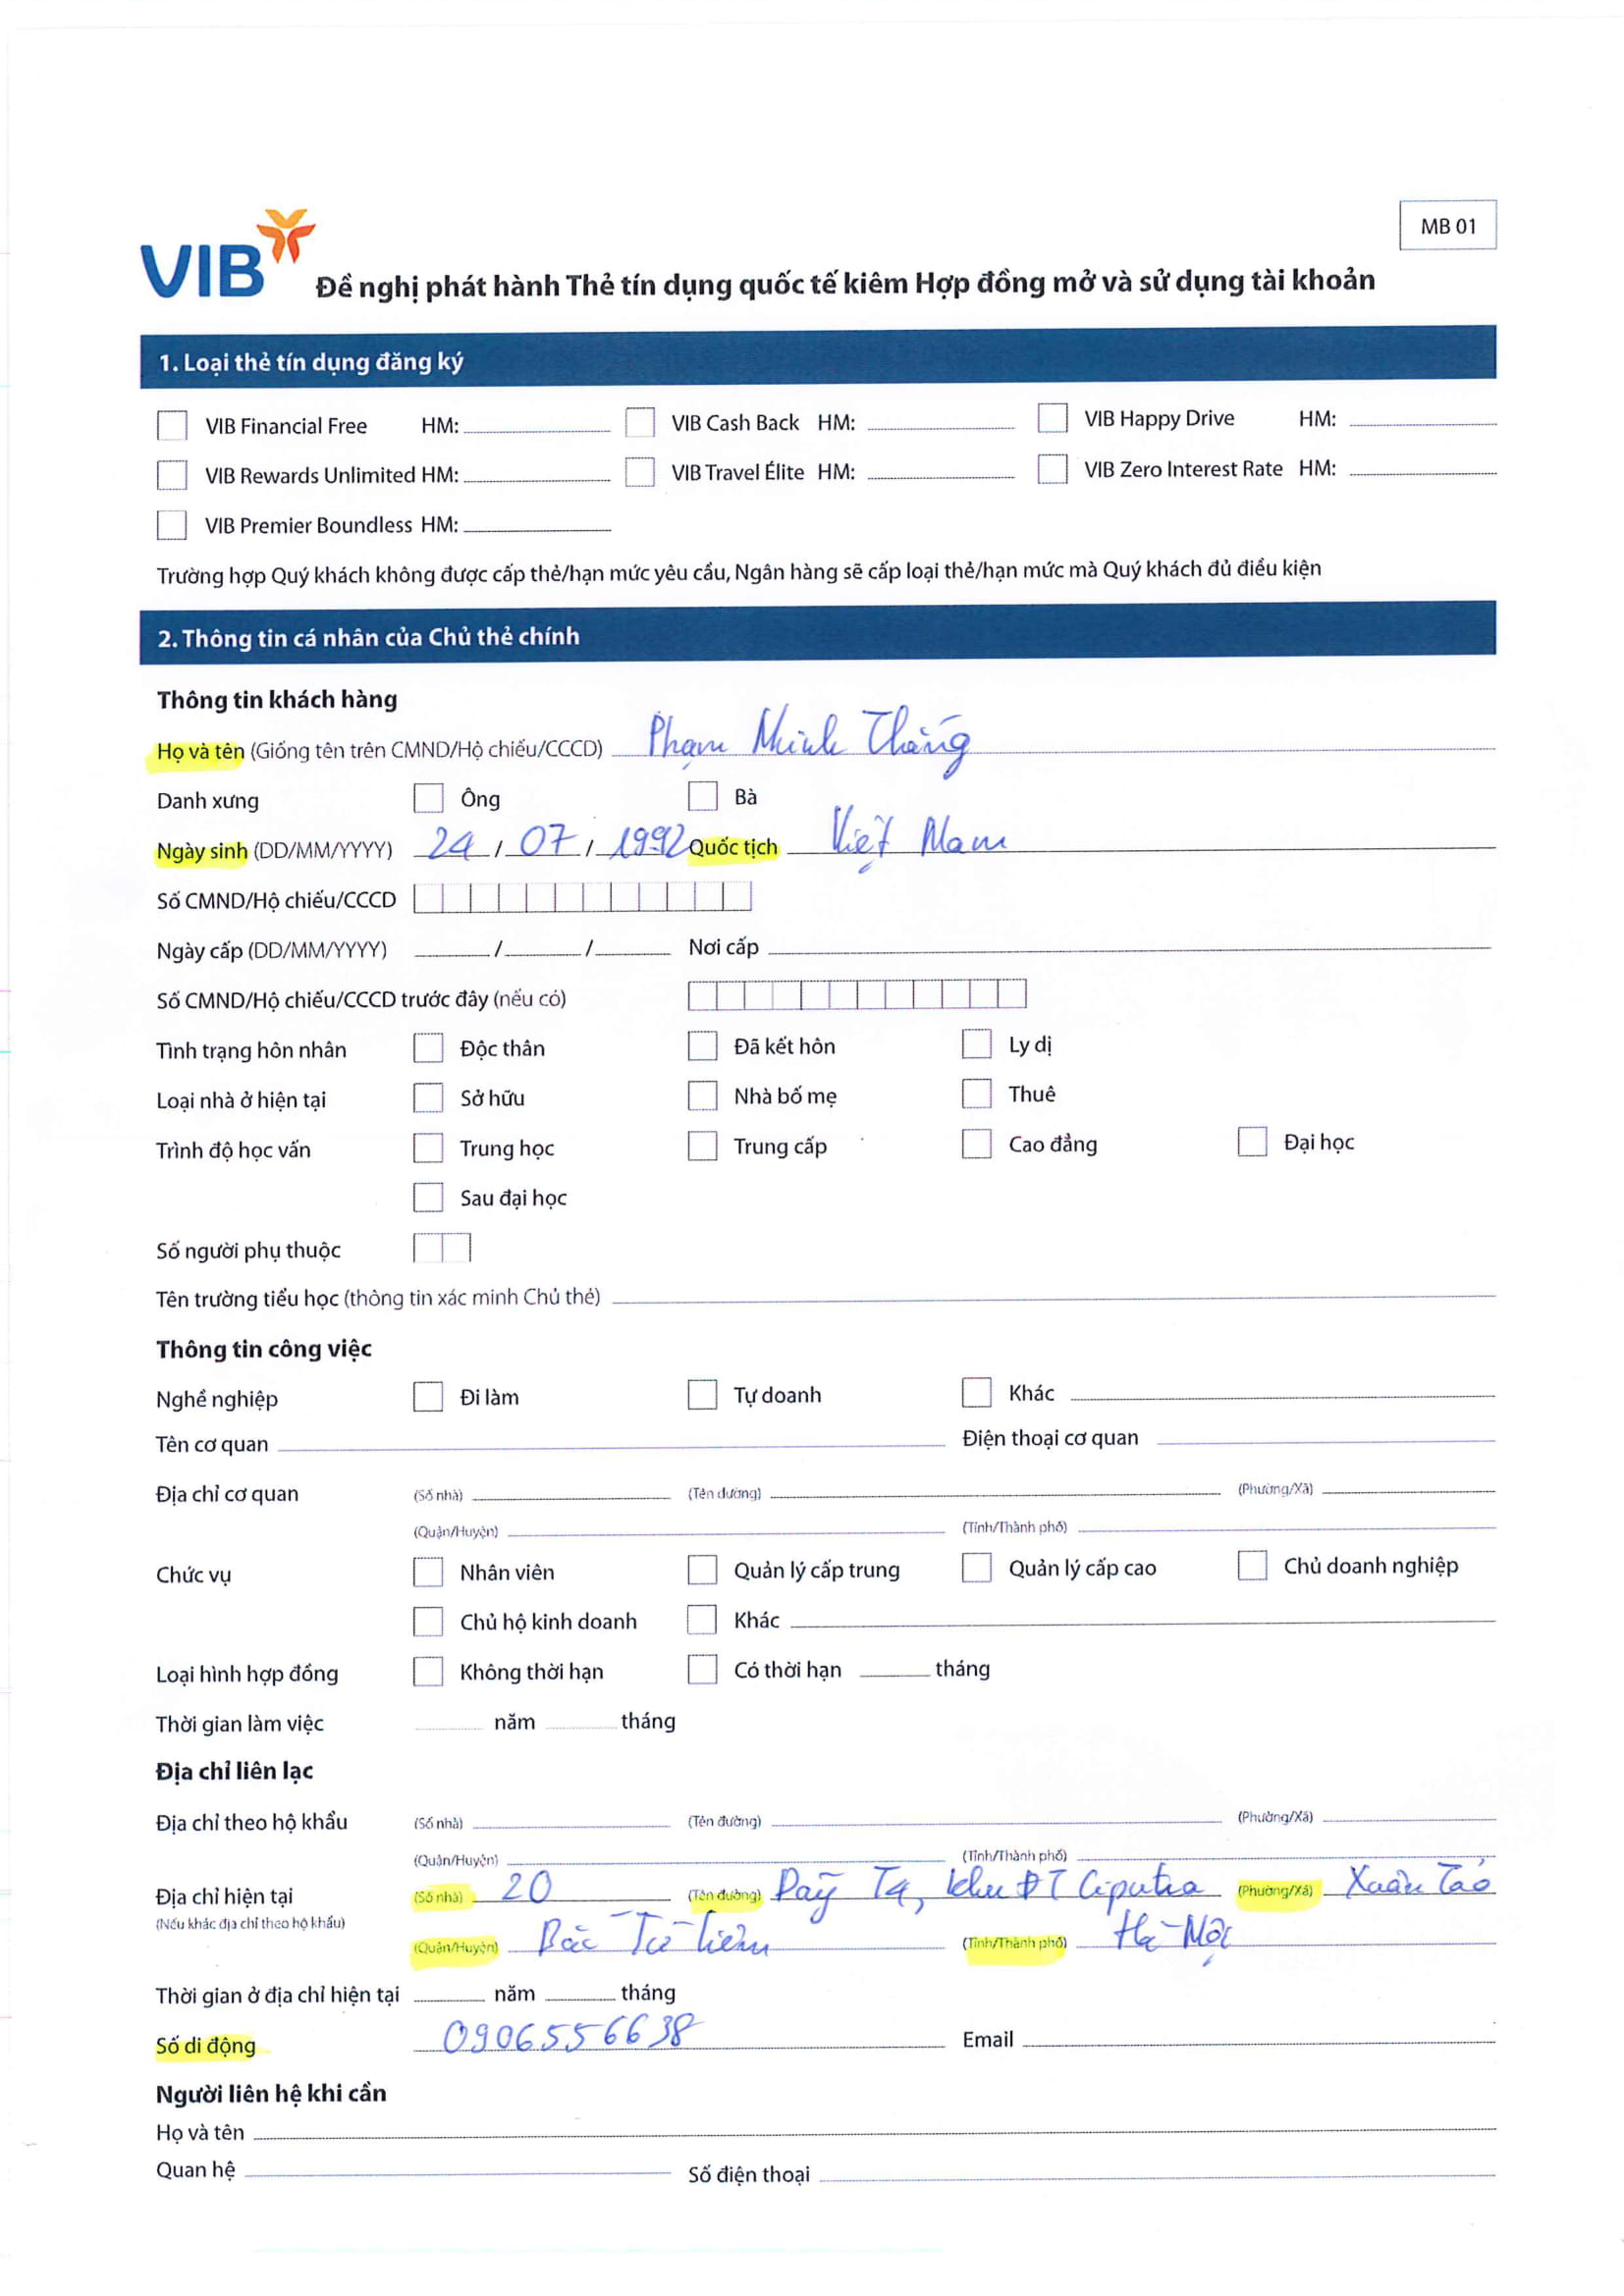 MB 01
VIB
Đề nghị phát hành Thẻ tín dụng quốc tế kiêm Hợp đồng mở và sử dụng tài khoản
1. Loại thẻ tín dụng đăng ký
VIB Financial Free HM: VIB Cash Back HM: VIB Happy Drive HM:
VIB Rewards Unlimited HM: VIB Travel Élite HM: VIB Zero Interest Rate HM:
VIB Premier Boundless HM:
Trường hợp Quý khách không được cấp thẻ/hạn mức yêu cầu, Ngân hàng sẽ cấp loại thẻ/hạn mức mà Quý khách đủ điều kiện
2. Thông tin cá nhân của Chủ thẻ chính
Thông tin khách hàng
Họ và tên (Giống tên trên CMND/Hộ chiếu/CCCD) Phạm Minh Thắng
Danh xưng Ông Bà
Ngày sinh (DD/MM/YYYY) 24 / 07 / 1992 Quốc tịch Việt Nam
Số CMND/Hộ chiếu/CCCD
Ngày cấp (DD/MM/YYYY) / / Nơi cấp
Số CMND/Hộ chiếu/CCCD trước đây (nếu có)
Tình trạng hôn nhân Độc thân Đã kết hôn Ly dị
Loại nhà ở hiện tại Sở hữu Nhà bố mẹ Thuê
Trình độ học vấn Trung học Trung cấp Cao đẳng Đại học
Sau đại học
Số người phụ thuộc
Tên trường tiểu học (thông tin xác minh Chủ thẻ)
Thông tin công việc
Nghề nghiệp Đi làm Tự doanh Khác
Tên cơ quan Điện thoại cơ quan
Địa chỉ cơ quan (Số nhà) (Tên đường) (Phường/Xã)
(Quận/Huyện) (Tỉnh/Thành phố)
Chức vụ Nhân viên Quản lý cấp trung Quản lý cấp cao Chủ doanh nghiệp
Chủ hộ kinh doanh Khác
Loại hình hợp đồng Không thời hạn Có thời hạn tháng
Thời gian làm việc năm tháng
Địa chỉ liên lạc
Địa chỉ theo hộ khẩu (Số nhà) (Tên đường) (Phường/Xã)
(Quận/Huyện) (Tỉnh/Thành phố)
Địa chỉ hiện tại (Số nhà) 20 (Tên đường) Dãy T4, khu ĐT Ciputra (Phường/Xã) Xuân Tảo
(Nếu khác địa chỉ theo hộ khẩu)
(Quận/Huyện) Bắc Từ Liêm (Tỉnh/Thành phố) Hà Nội
Thời gian ở địa chỉ hiện tại năm tháng
Số di động 0906556638 Email
Người liên hệ khi cần
Họ và tên
Quan hệ Số điện thoại